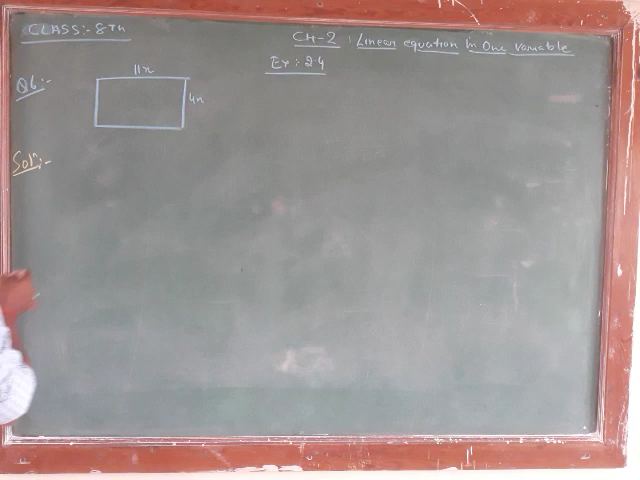 CLASS:- 8Th
CH-2 : Linear equation in One Variable
Ex: 2.4
Q6:-
11x
4x
Sol":-